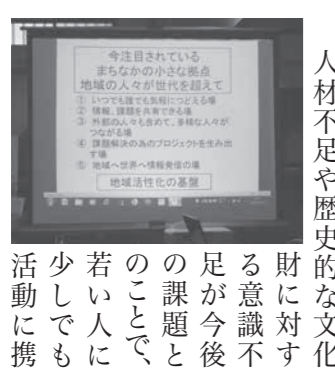 今注目されている
まちなかの小さな拠点
地域の人々が世代を超えて
① いつでも誰でも気軽につどえる場
② 情報、課題を共有できる場
③ 外部の人々も含めて、多様な人々が
つながる場
④ 課題解決の為のプロジェクトを生み出
す場
⑤ 地域へ世界へ情報発信の場
地域活性化の基盤
人材不足や歴史的な文化
財に対す
る意識不
足が今後
の課題と
のことで、
若い人に
少しでも
活動に携